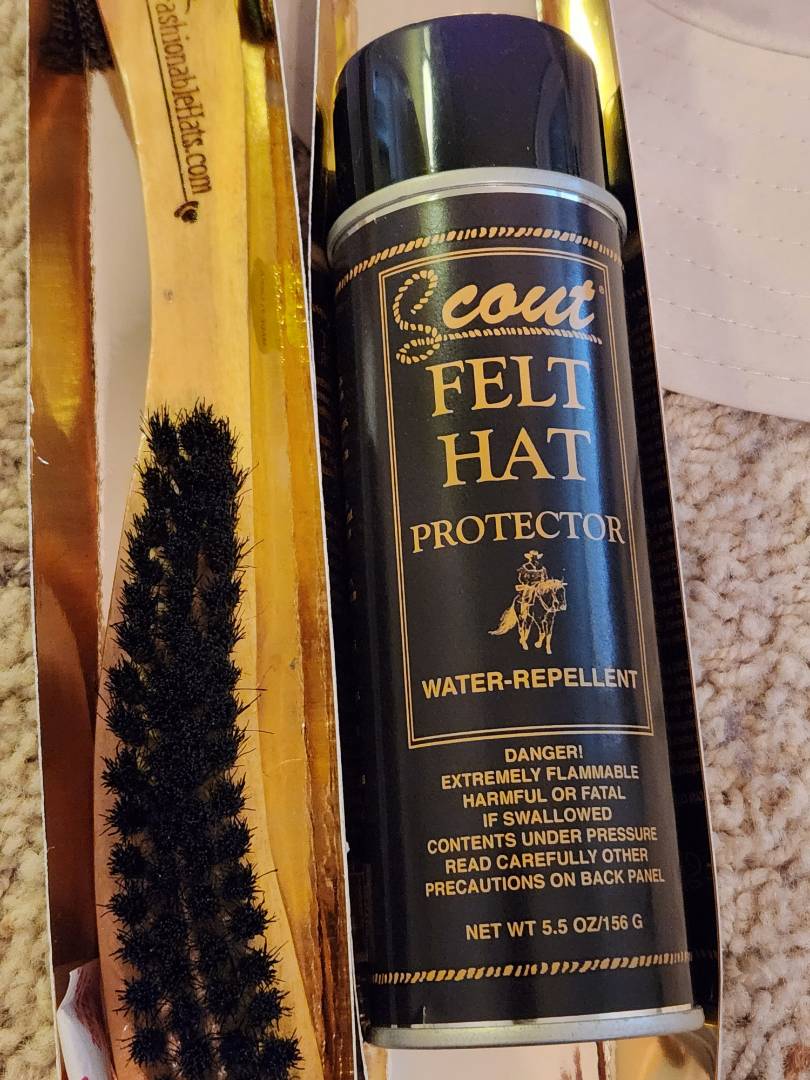 FashionableHats.com
Scout®
FELT
HAT
PROTECTOR
WATER-REPELLENT
DANGER!
EXTREMELY FLAMMABLE
HARMFUL OR FATAL
IF SWALLOWED
CONTENTS UNDER PRESSURE
READ CAREFULLY OTHER
PRECAUTIONS ON BACK PANEL
NET WT 5.5 OZ/156 G